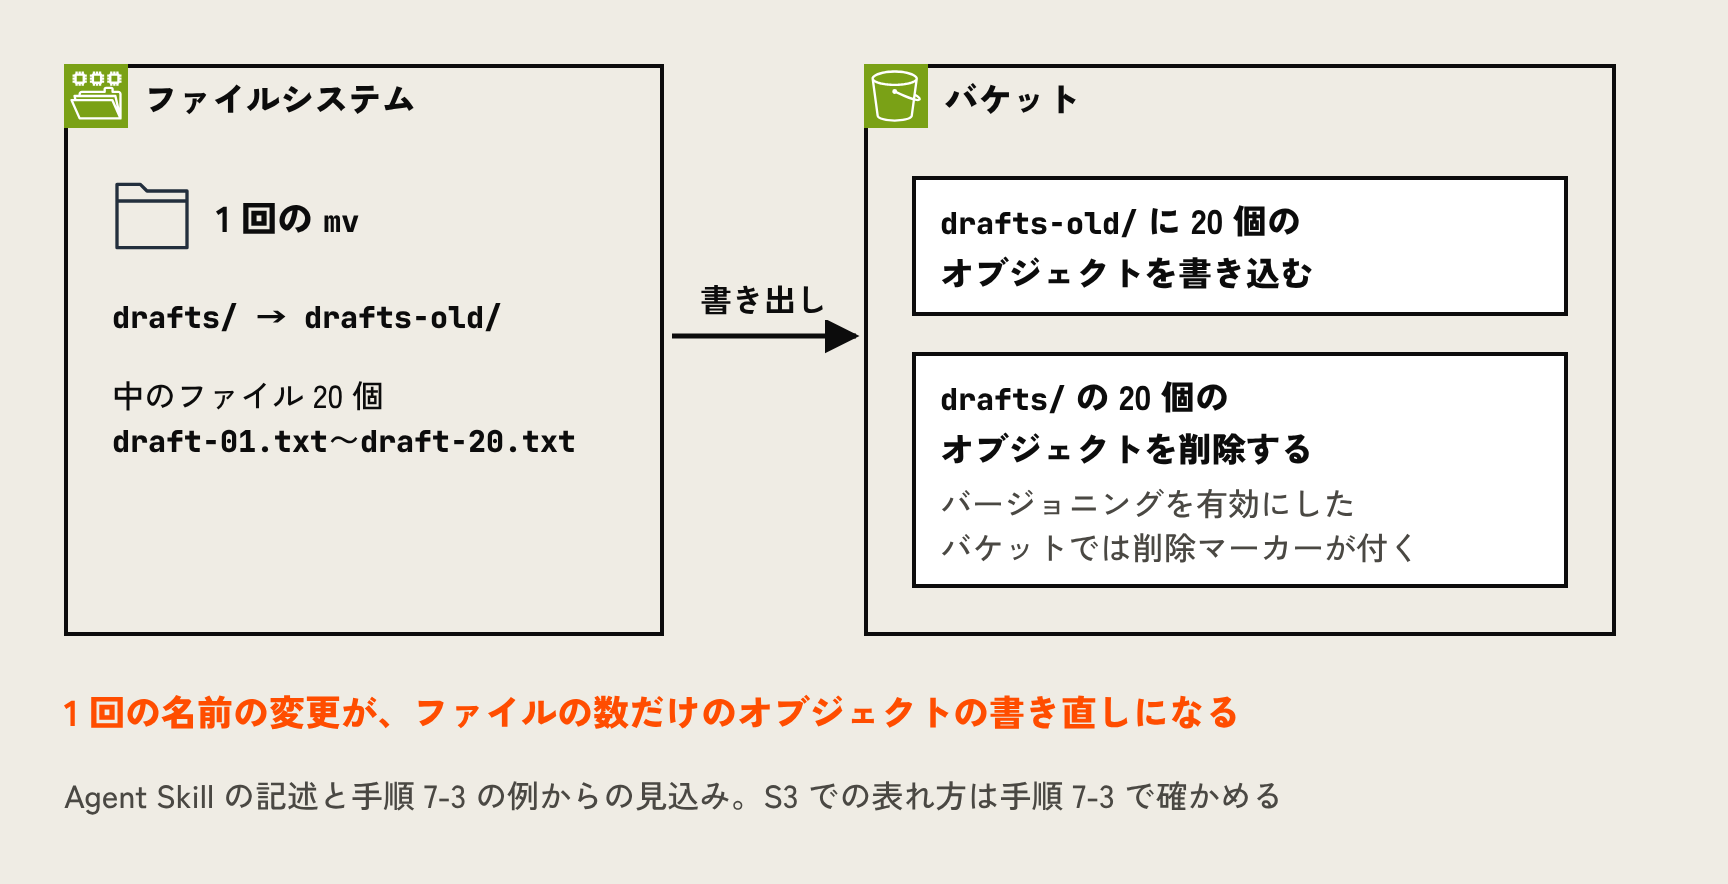 ファイルシステム
1 回の mv
drafts/ → drafts-old/
中のファイル 20 個
draft-01.txt〜draft-20.txt
書き出し
バケット
drafts-old/ に 20 個の
オブジェクトを書き込む
drafts/ の 20 個の
オブジェクトを削除する
バージョニングを有効にした
バケットでは削除マーカーが付く
1 回の名前の変更が、ファイルの数だけのオブジェクトの書き直しになる
Agent Skill の記述と手順 7-3 の例からの見込み。S3 での表れ方は手順 7-3 で確かめる